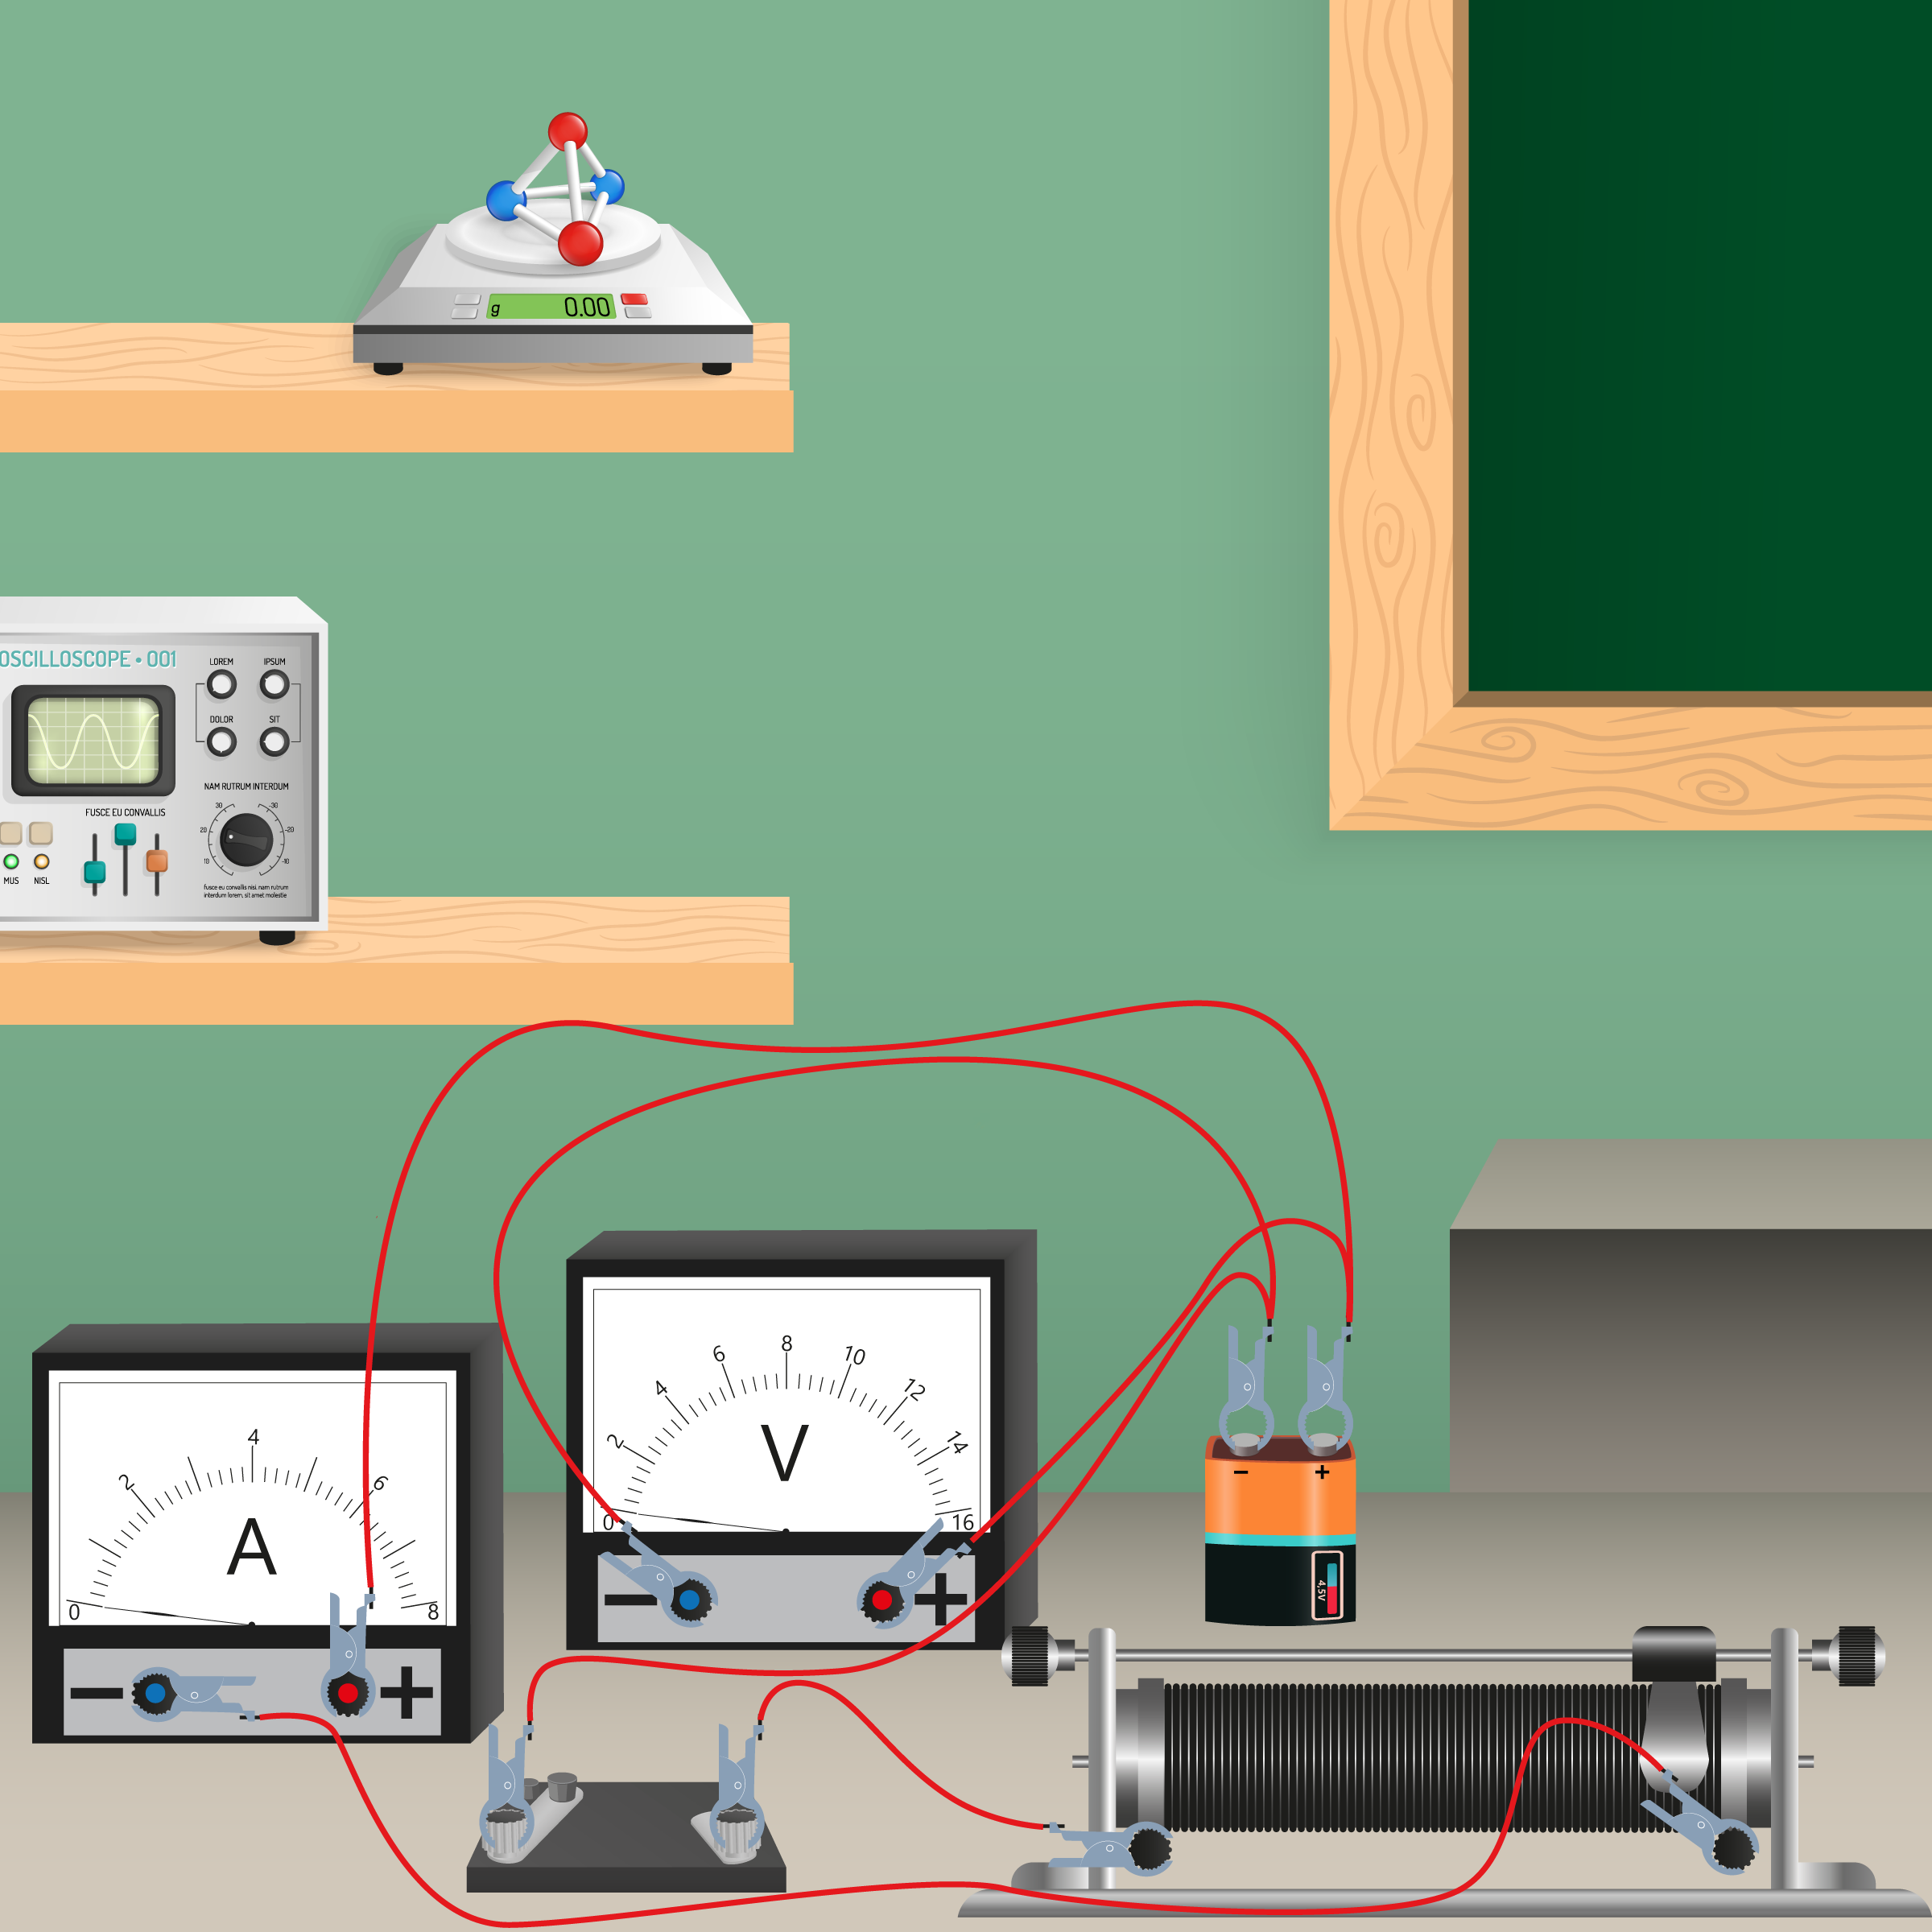 g 0.00
OSCILLOSCOPE • 001
LOREM IPSUM
DOLOR SIT
NAM RUTRUM INTERDUM
30 -30
20 -20
10 -10
FUSCE EU CONVALLIS
MUS NISL
fusce eu convallis nisi, nam rutrum
interdum lorem, sit amet molestie
0 2 4 6 8 10 12 14 16
V
− +
0 2 4 6 8
A
− +
− +
4,5V